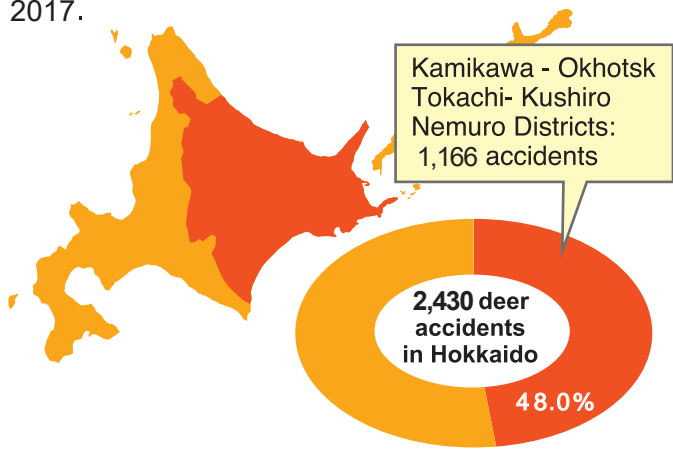 2017.
Kamikawa - Okhotsk
Tokachi- Kushiro
Nemuro Districts:
1,166 accidents
2,430 deer
accidents
in Hokkaido
48.0%